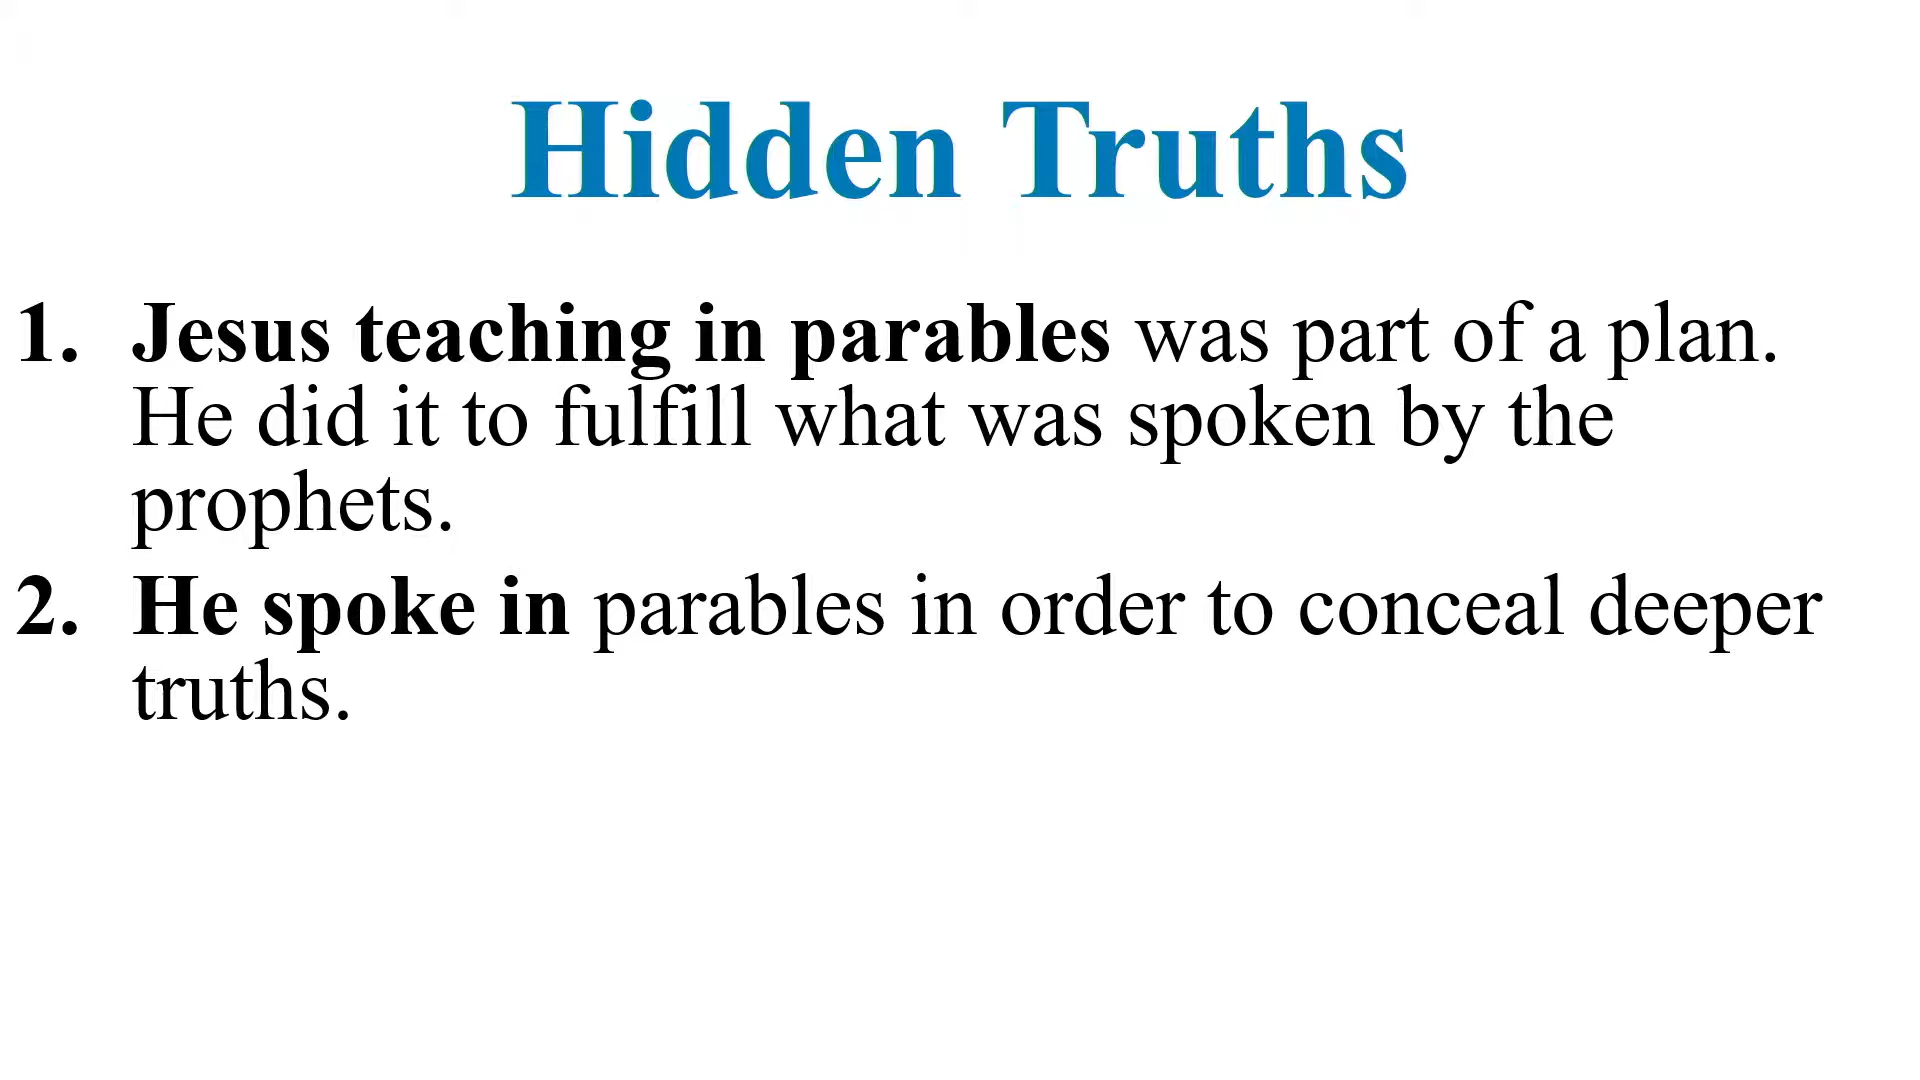 Hidden Truths
1. Jesus teaching in parables was part of a plan.
He did it to fulfill what was spoken by the
prophets.
2. He spoke in parables in order to conceal deeper
truths.